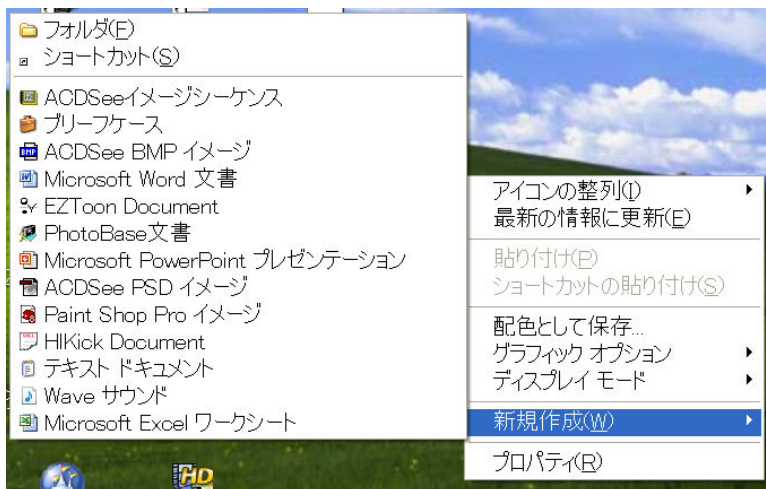 フォルダ(F)
ショートカット(S)
ACDSeeイメージシーケンス
ブリーフケース
ACDSee BMP イメージ
Microsoft Word 文書
EZToon Document
PhotoBase文書
Microsoft PowerPoint プレゼンテーション
ACDSee PSD イメージ
Paint Shop Pro イメージ
HIKick Document
テキスト ドキュメント
Wave サウンド
Microsoft Excel ワークシート
アイコンの整列(I)
最新の情報に更新(E)
貼り付け(P)
ショートカットの貼り付け(S)
配色として保存...
グラフィック オプション
ディスプレイ モード
新規作成(W)
プロパティ(R)
HD